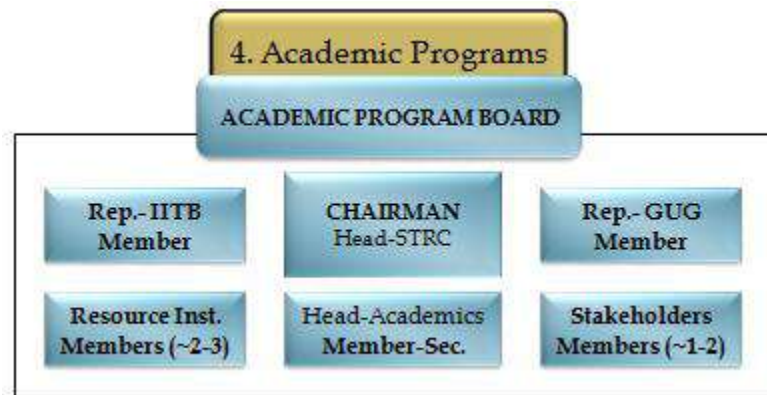 4. Academic Programs
ACADEMIC PROGRAM BOARD
Rep.- IITB
Member
CHAIRMAN
Head-STRC
Rep.- GUG
Member
Resource Inst.
Members (~2-3)
Head-Academics
Member-Sec.
Stakeholders
Members (~1-2)